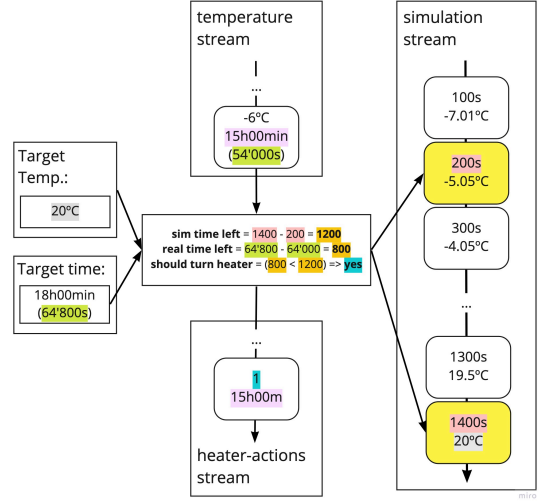 temperature
stream
...
-6ºC
15h00min
(54'000s)
simulation
stream
100s
-7.01ºC
200s
-5.05ºC
300s
-4.05ºC
...
1300s
19.5ºC
1400s
20ºC
Target
Temp.:
20ºC
Target time:
18h00min
(64'800s)
sim time left = 1400 - 200 = 1200
real time left = 64'800 - 64'000 = 800
should turn heater = (800 < 1200) => yes
...
1
15h00m
heater-actions
stream
miro